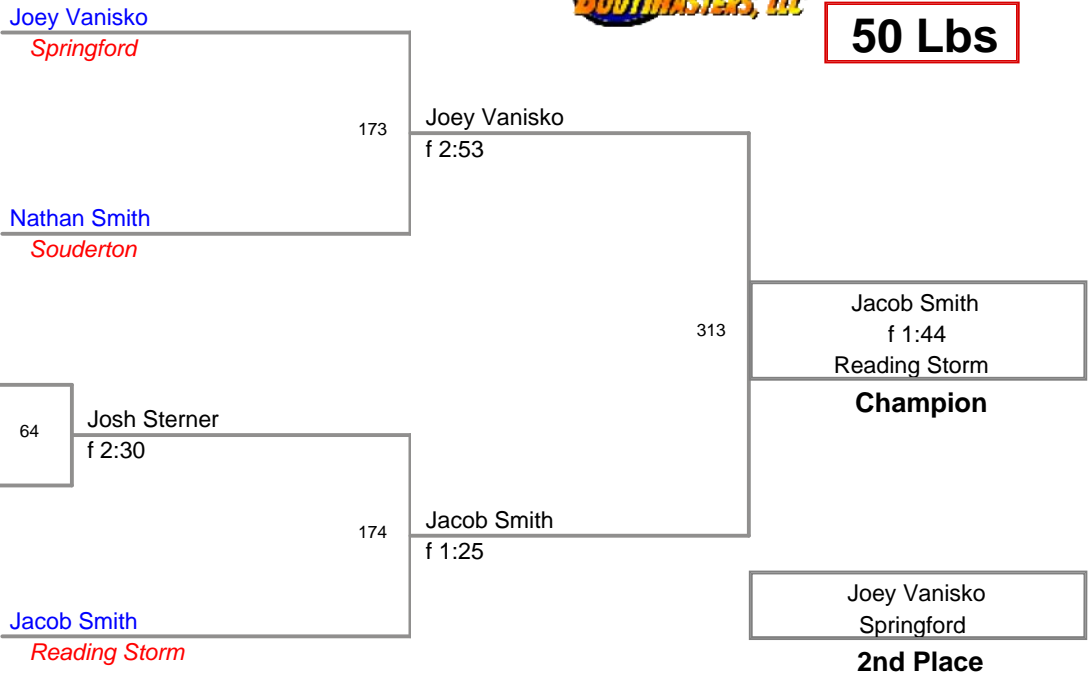 Joey Vanisko
Springford
BOUTMASTERS, LLC
50 Lbs
173
Joey Vanisko
f 2:53
Nathan Smith
Souderton
313
Jacob Smith
f 1:44
Reading Storm
Champion
64
Josh Sterner
f 2:30
174
Jacob Smith
f 1:25
Jacob Smith
Reading Storm
Joey Vanisko
Springford
2nd Place